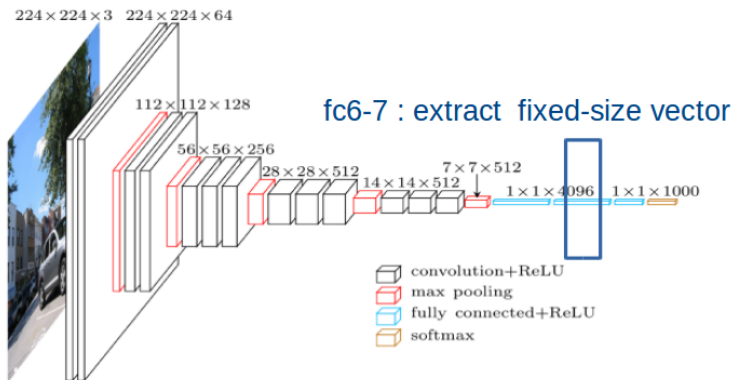 224×224×3 224×224×64
112×112×128
fc6-7 : extract fixed-size vector
56×56×256
28×28×512
14×14×512
7×7×512
1×1×4096
1×1×1000
convolution+ReLU
max pooling
fully connected+ReLU
softmax